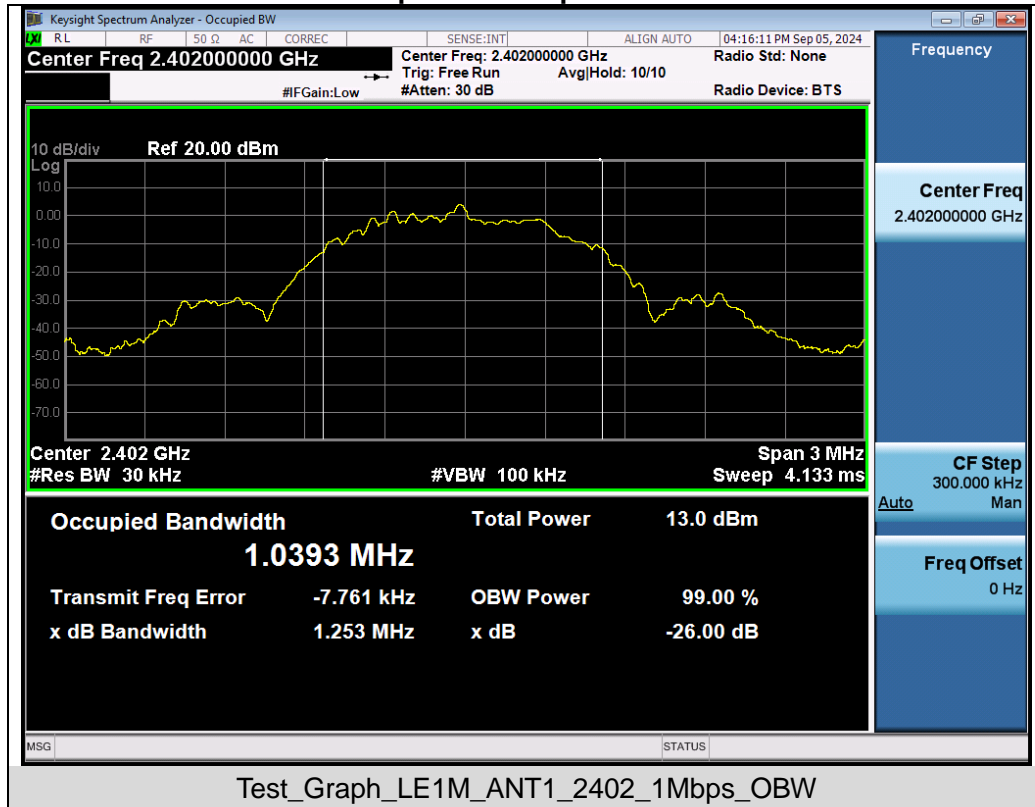 Keysight Spectrum Analyzer - Occupied BW
LXI RL RF 50 Ω AC CORREC SENSE:INT ALIGN AUTO 04:16:11 PM Sep 05, 2024
Center Freq 2.402000000 GHz
Center Freq: 2.402000000 GHz Radio Std: None
Trig: Free Run Avg|Hold: 10/10
#IFGain:Low #Atten: 30 dB Radio Device: BTS
10 dB/div Ref 20.00 dBm
Log
10.0
0.00
-10.0
-20.0
-30.0
-40.0
-50.0
-60.0
-70.0
Center 2.402 GHz Span 3 MHz
#Res BW 30 kHz #VBW 100 kHz Sweep 4.133 ms
Occupied Bandwidth Total Power 13.0 dBm
1.0393 MHz
Transmit Freq Error -7.761 kHz OBW Power 99.00 %
x dB Bandwidth 1.253 MHz x dB -26.00 dB
MSG STATUS
Frequency
Center Freq
2.402000000 GHz
CF Step
300.000 kHz
Auto Man
Freq Offset
0 Hz
Test_Graph_LE1M_ANT1_2402_1Mbps_OBW